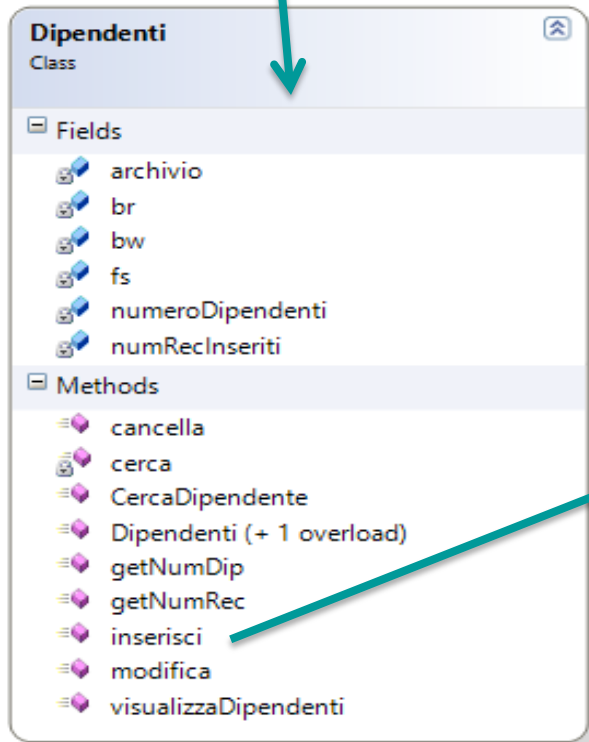 Dipendenti
Class
Fields
archivio
br
bw
fs
numeroDipendenti
numRecInseriti
Methods
cancella
cerca
CercaDipendente
Dipendenti (+ 1 overload)
getNumDip
getNumRec
inserisci
modifica
visualizzaDipendenti